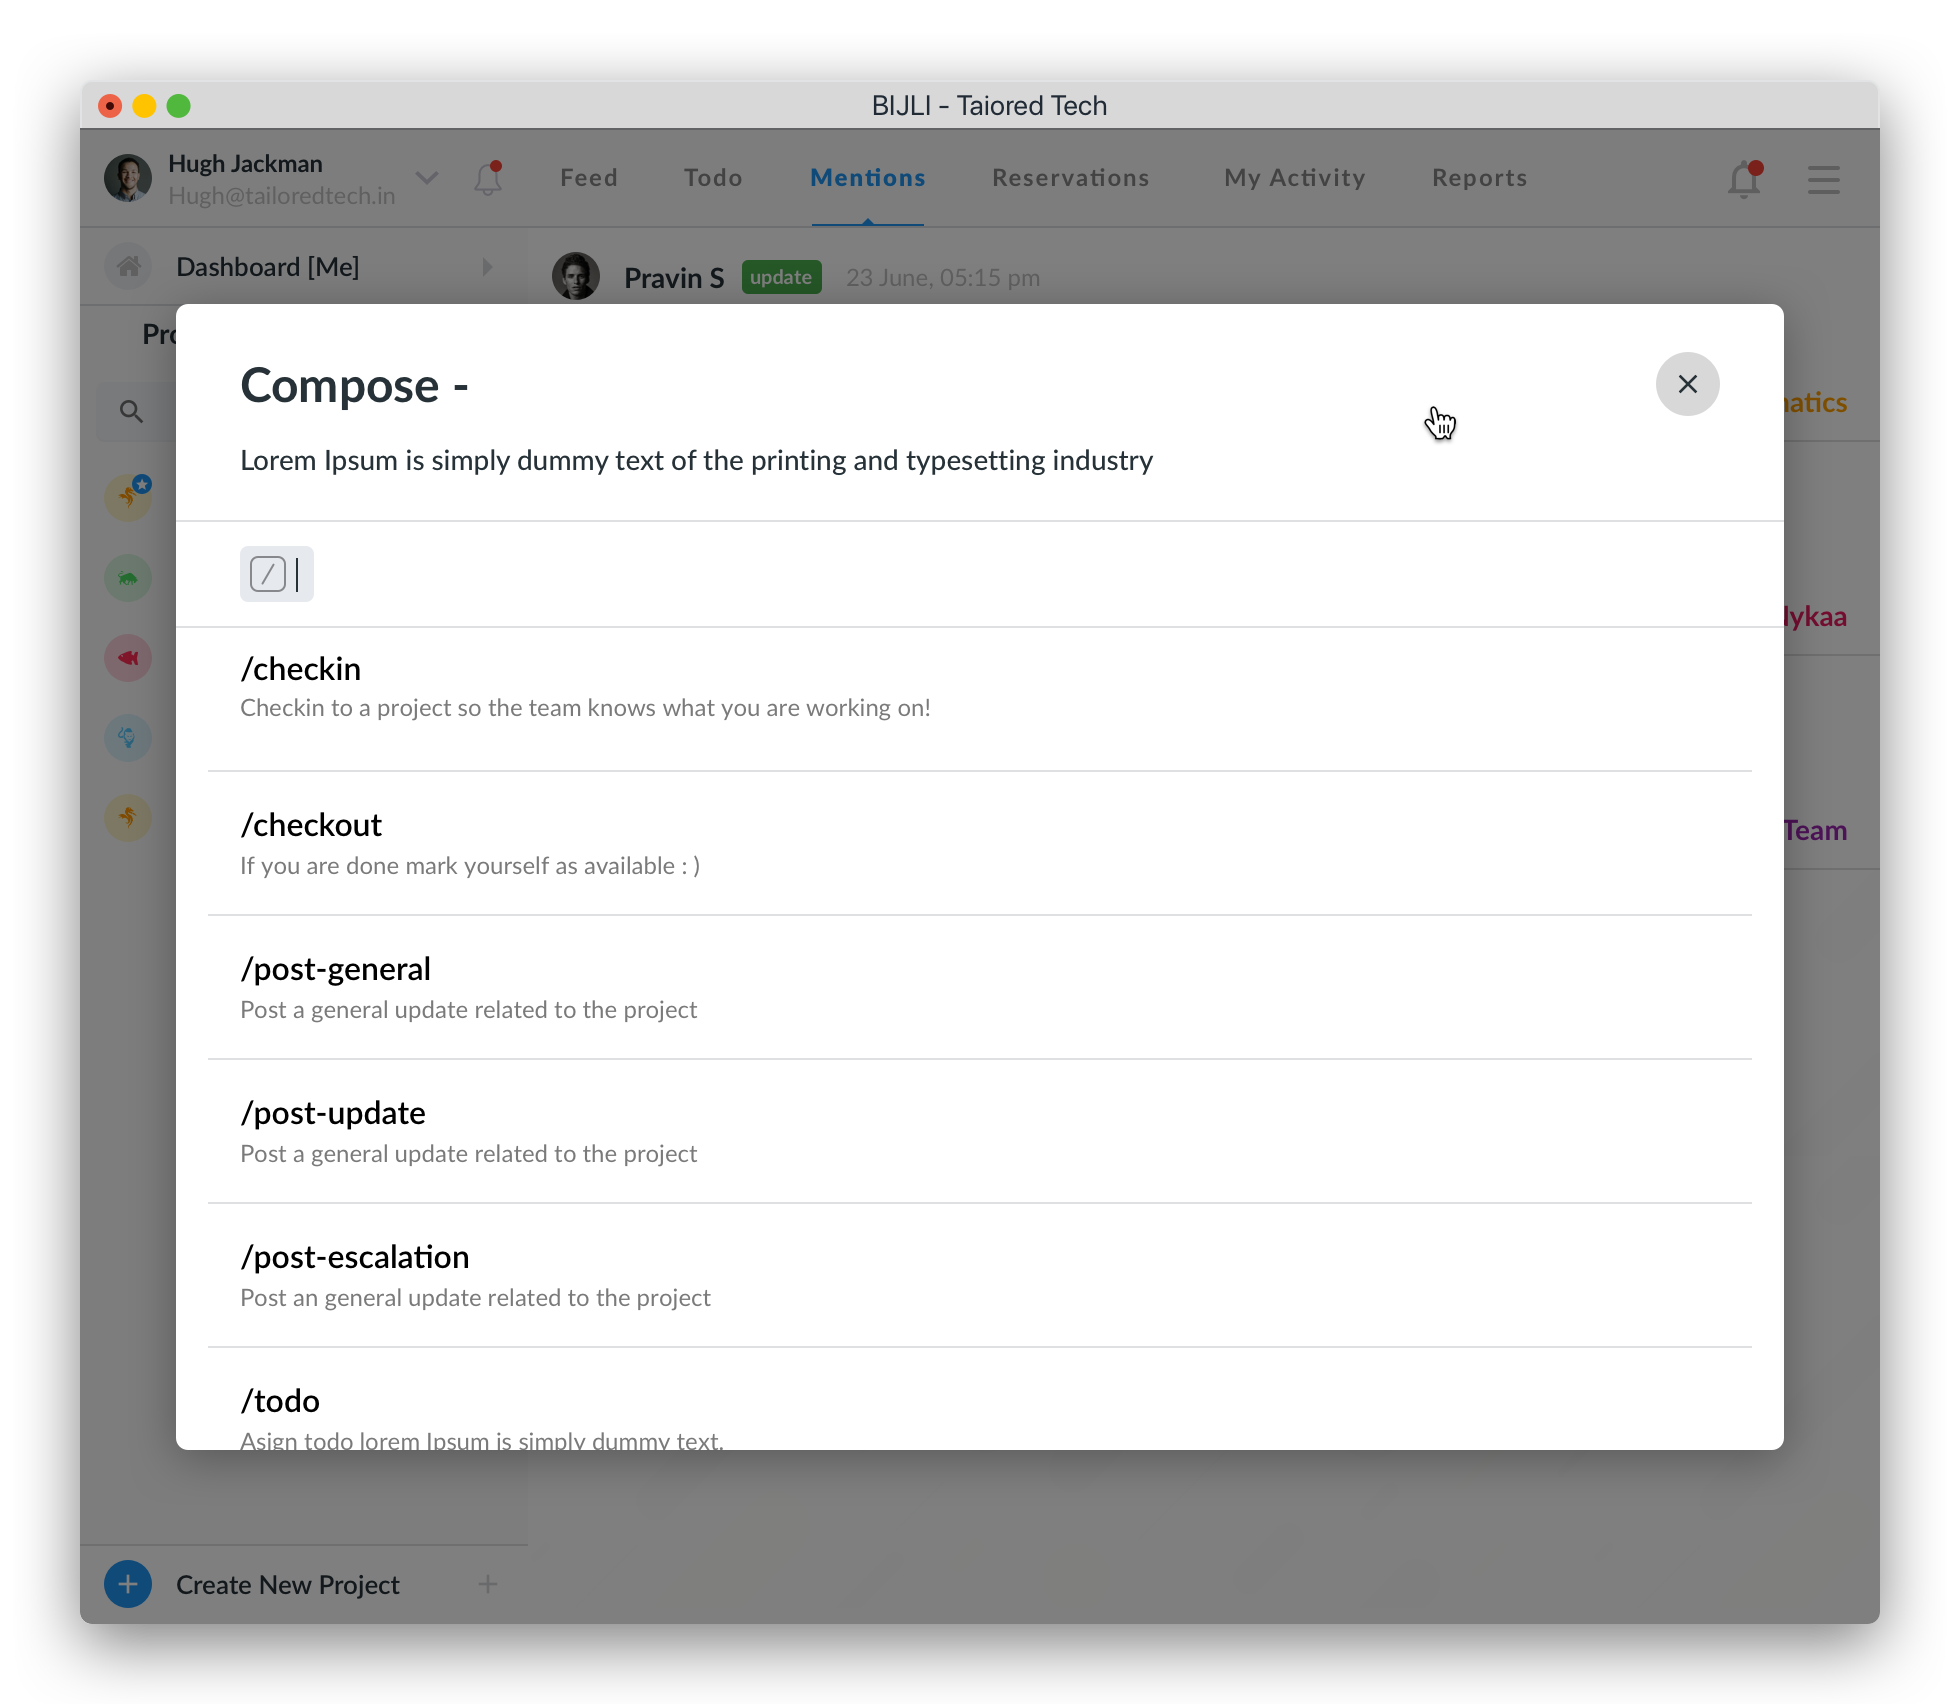 BIJLI - Taiored Tech
Hugh Jackman
Hugh@tailoredtech.in
Feed Todo Mentions Reservations My Activity Reports
Dashboard [Me]
Pravin S update 23 June, 05:15 pm
Compose -
Lorem Ipsum is simply dummy text of the printing and typesetting industry
/
/checkin
Checkin to a project so the team knows what you are working on!
/checkout
If you are done mark yourself as available : )
/post-general
Post a general update related to the project
/post-update
Post a general update related to the project
/post-escalation
Post an general update related to the project
Team
/todo
Asign todo lorem Ipsum is simply dummy text.
Create New Project